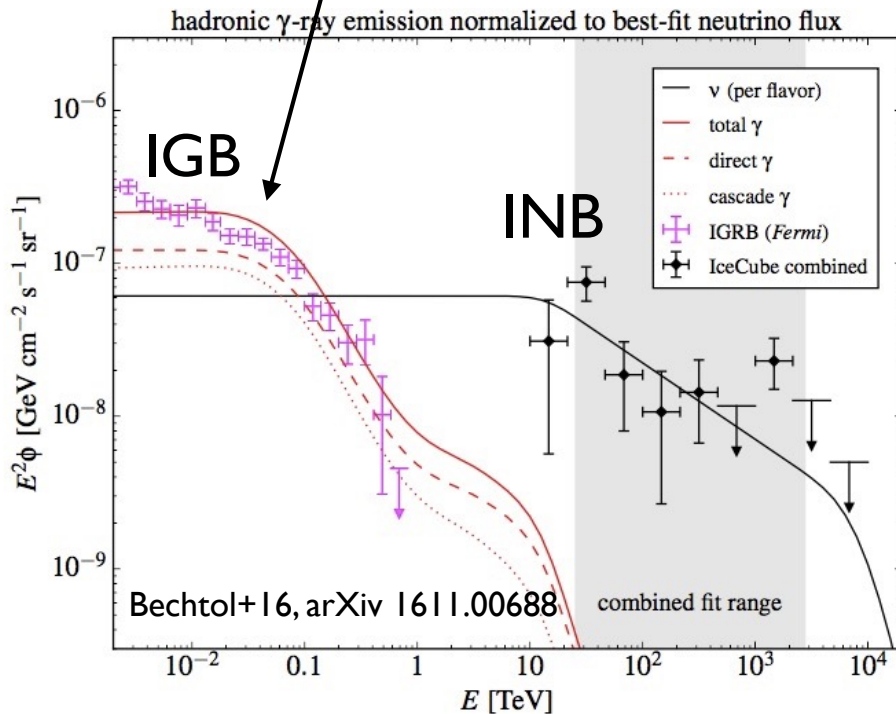 hadronic γ-ray emission normalized to best-fit neutrino flux
10⁻⁶
10⁻⁷
10⁻⁸
10⁻⁹
E²ϕ [GeV cm⁻² s⁻¹ sr⁻¹]
IGB
INB
ν (per flavor)
total γ
direct γ
cascade γ
IGRB (Fermi)
IceCube combined
Bechtol+16, arXiv 1611.00688
combined fit range
10⁻² 0.1 1 10 10² 10³ 10⁴
E [TeV]